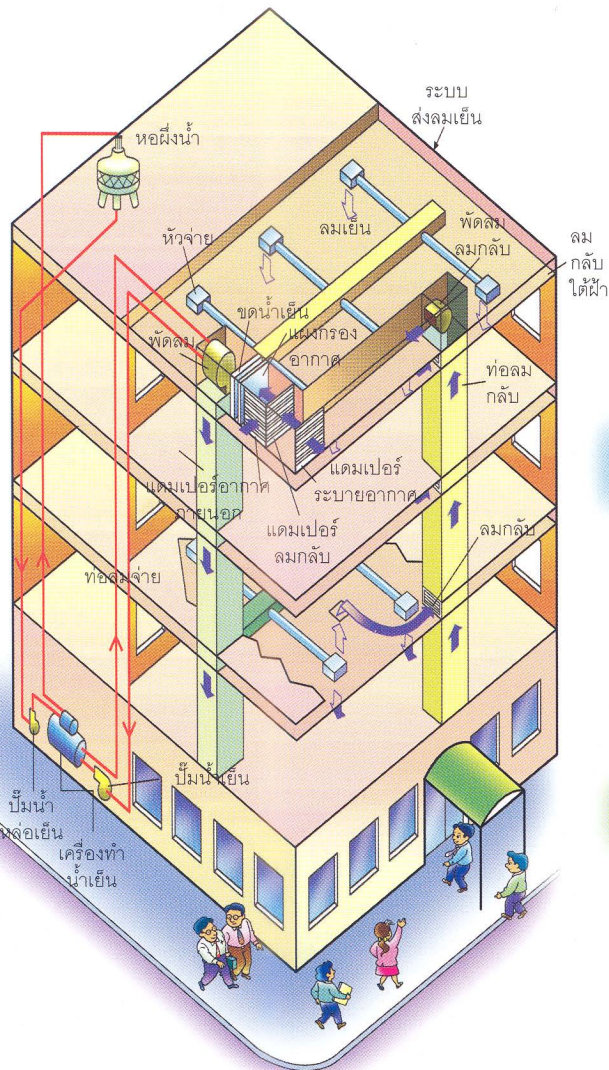 ระบบ
ส่งลมเย็น
หอผึ่งน้ำ
ลมเย็น
พัดลม
ลมกลับ
หัวจ่าย
ลม
กลับ
ใต้ฝ้า
ขดน้ำเย็น
แผงกรอง
อากาศ
พัดลม
ท่อลม
กลับ
แดมเปอร์
ระบายอากาศ
แดมเปอร์อากาศ
ภายนอก
แดมเปอร์
ลมกลับ
ลมกลับ
ท่อลมจ่าย
ปั๊มน้ำเย็น
ปั๊มน้ำ
หล่อเย็น
เครื่องทำ
น้ำเย็น